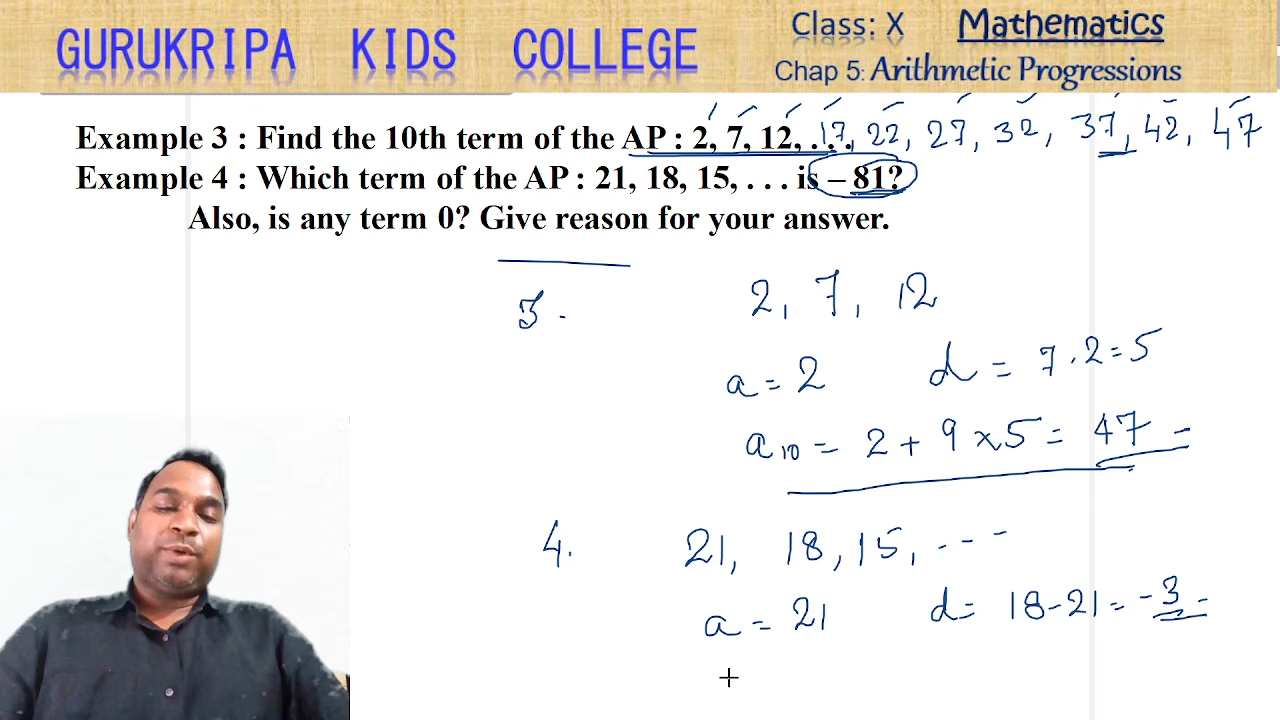 GURUKRIPA KIDS COLLEGE
Class: X Mathematics
Chap 5: Arithmetic Progressions
Example 3 : Find the 10th term of the AP : 2, 7, 12, . . . 17, 22, 27, 32, 37, 42, 47
Example 4 : Which term of the AP : 21, 18, 15, . . . is – 81?
Also, is any term 0? Give reason for your answer.
3. 2, 7, 12
a = 2 d = 7 - 2 = 5
a10 = 2 + 9 × 5 = 47
4. 21, 18, 15, - - -
a = 21 d = 18 - 21 = -3